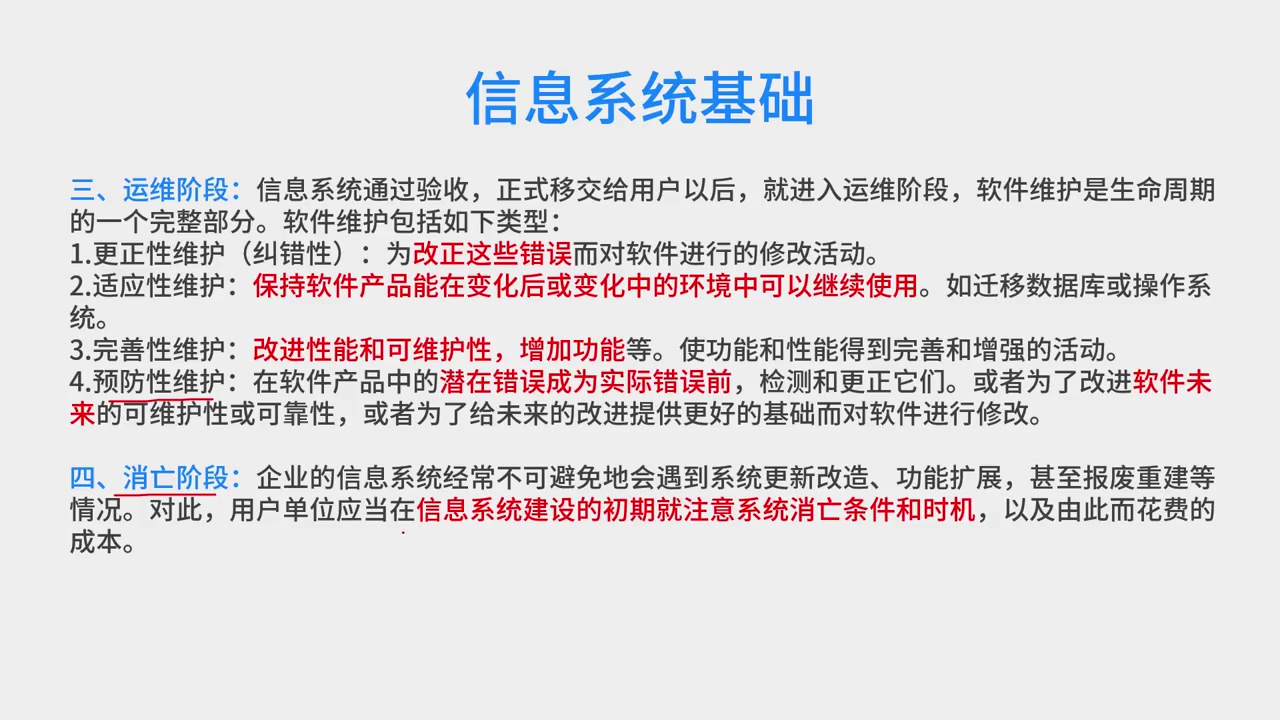 信息系统基础
三、运维阶段：信息系统通过验收，正式移交给用户以后，就进入运维阶段，软件维护是生命周期
的一个完整部分。软件维护包括如下类型：
1.更正性维护（纠错性）：为改正这些错误而对软件进行的修改活动。
2.适应性维护：保持软件产品能在变化后或变化中的环境中可以继续使用。如迁移数据库或操作系
统。
3.完善性维护：改进性能和可维护性，增加功能等。使功能和性能得到完善和增强的活动。
4.预防性维护：在软件产品中的潜在错误成为实际错误前，检测和更正它们。或者为了改进软件未
来的可维护性或可靠性，或者为了给未来的改进提供更好的基础而对软件进行修改。
四、消亡阶段：企业的信息系统经常不可避免地会遇到系统更新改造、功能扩展，甚至报废重建等
情况。对此，用户单位应当在信息系统建设的初期就注意系统消亡条件和时机，以及由此而花费的
成本。